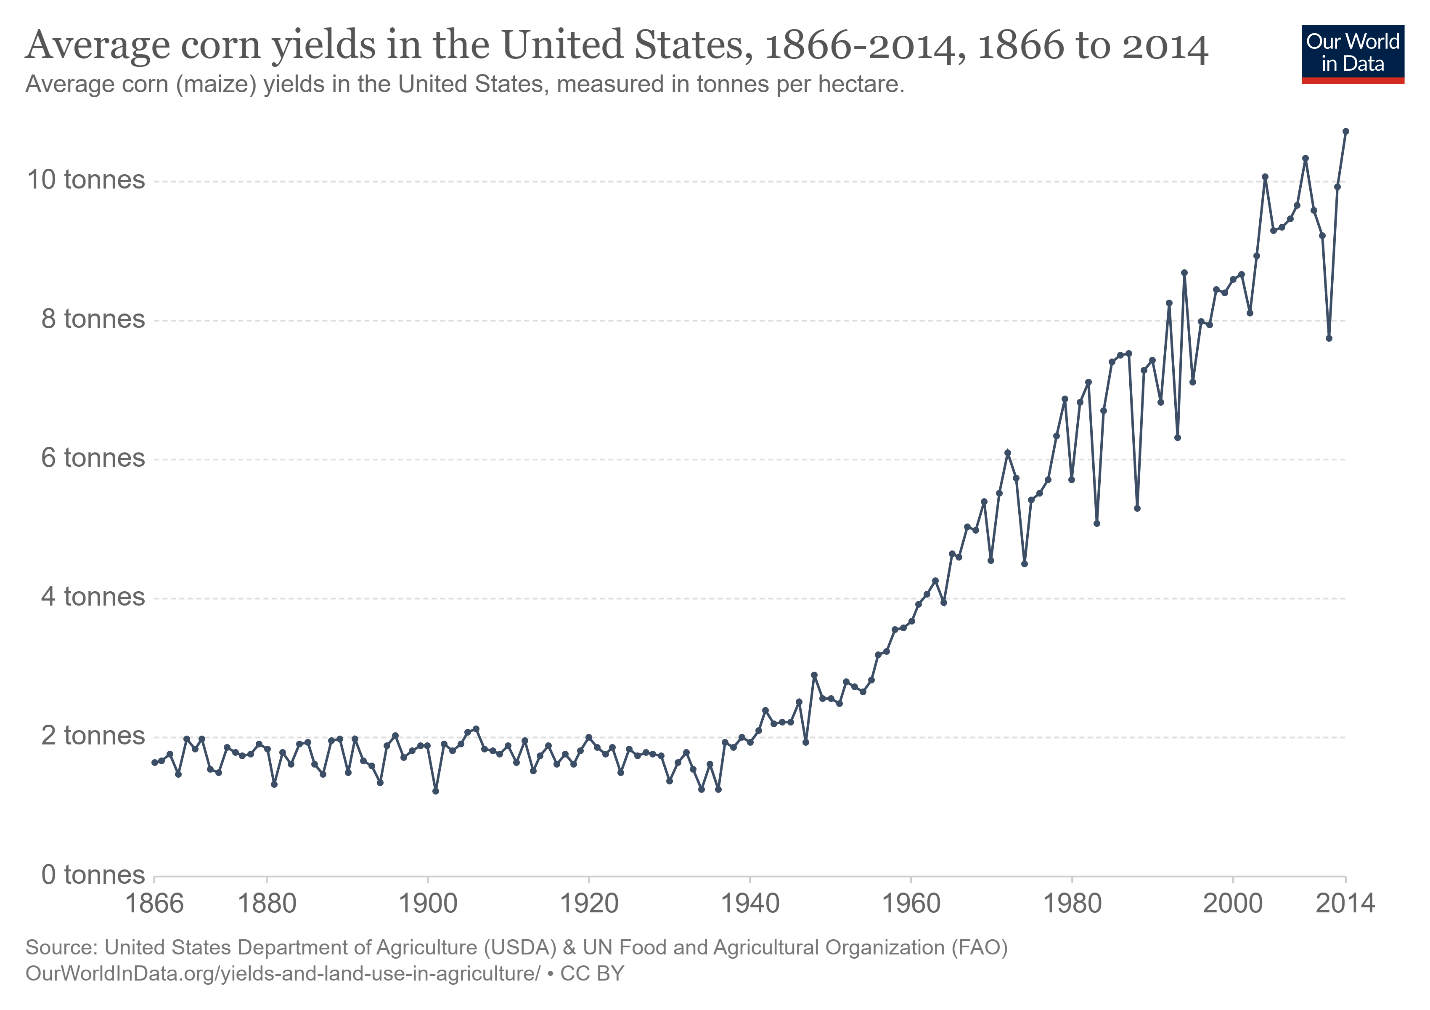 Average corn yields in the United States, 1866-2014, 1866 to 2014
Our World
in Data
Average corn (maize) yields in the United States, measured in tonnes per hectare.
10 tonnes
8 tonnes
6 tonnes
4 tonnes
2 tonnes
0 tonnes
1866 1880 1900 1920 1940 1960 1980 2000 2014
Source: United States Department of Agriculture (USDA) & UN Food and Agricultural Organization (FAO)
OurWorldInData.org/yields-and-land-use-in-agriculture/ • CC BY